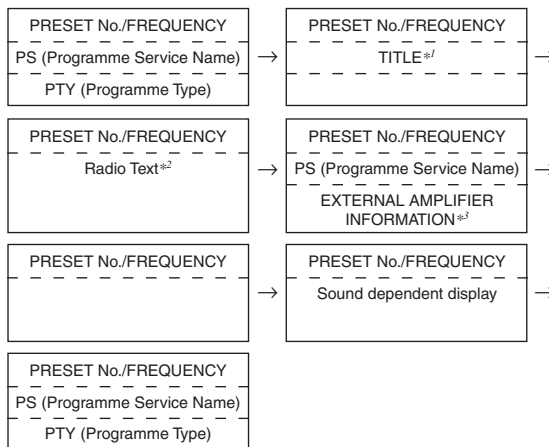 PRESET No./FREQUENCY
PS (Programme Service Name)
PTY (Programme Type)
→
PRESET No./FREQUENCY
TITLE*1
→
PRESET No./FREQUENCY
Radio Text*2
→
PRESET No./FREQUENCY
PS (Programme Service Name)
EXTERNAL AMPLIFIER
INFORMATION*3
→
PRESET No./FREQUENCY
→
PRESET No./FREQUENCY
Sound dependent display
→
PRESET No./FREQUENCY
PS (Programme Service Name)
PTY (Programme Type)